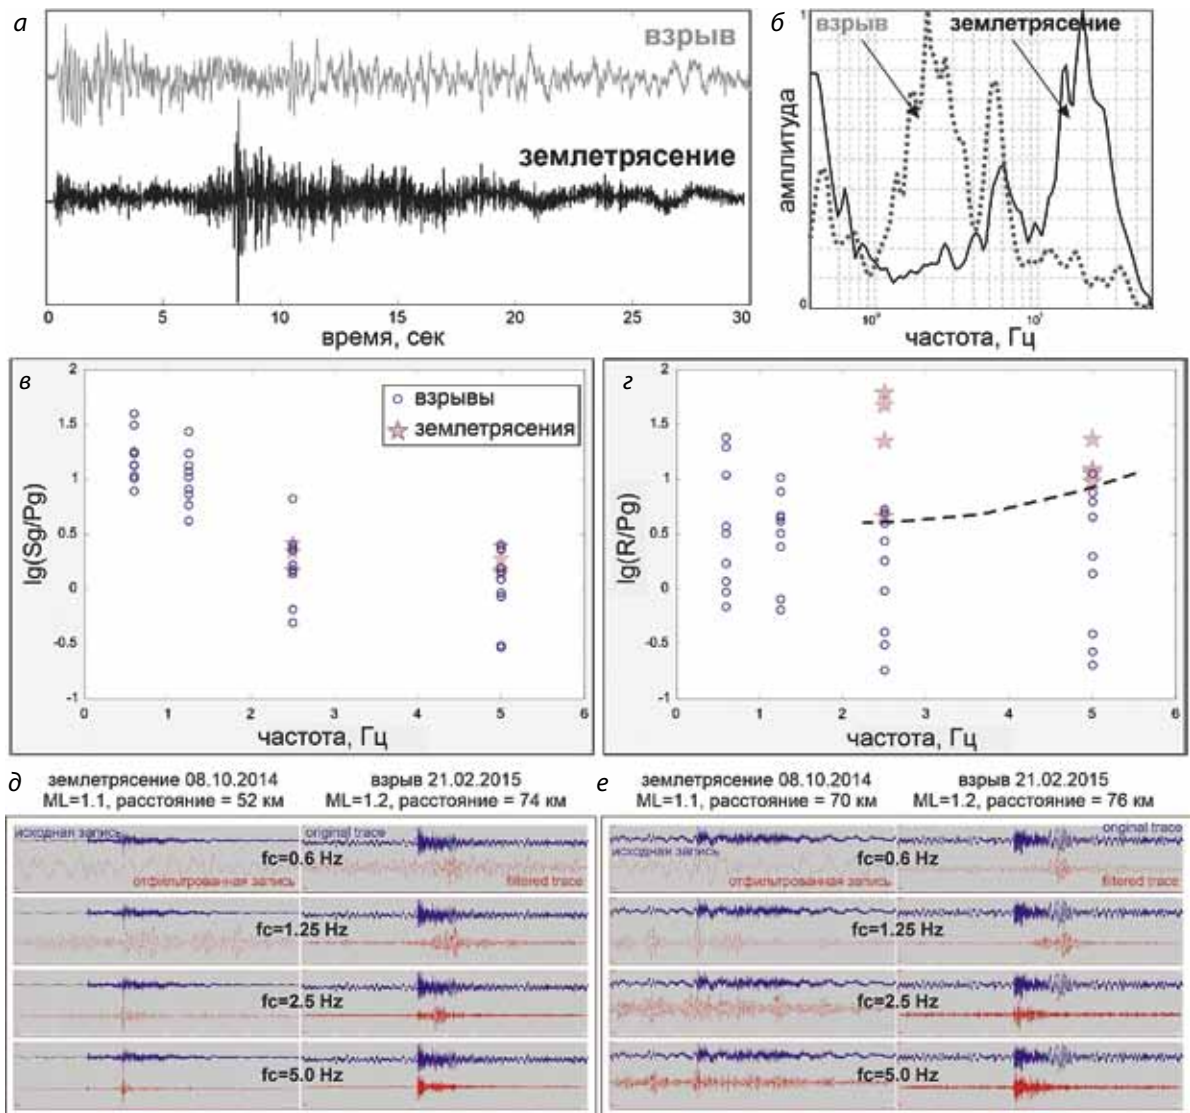 а
взрыв
землетрясение
0 5 10 15 20 25 30
время, сек
б
взрыв землетрясение
1
амплитуда
0
10⁰ 10¹
частота, Гц
в
2
1.5
1
0.5
0
-0.5
-1
lg(Sg/Pg)
взрывы
землетрясения
0 1 2 3 4 5 6
частота, Гц
г
2
1.5
1
0.5
0
-0.5
-1
lg(R/Pg)
0 1 2 3 4 5 6
частота, Гц
д
землетрясение 08.10.2014
ML=1.1, расстояние = 52 км
взрыв 21.02.2015
ML=1.2, расстояние = 74 км
исходная запись
original trace
fc=0.6 Hz
отфильтрованная запись
filtered trace
fc=1.25 Hz
fc=2.5 Hz
fc=5.0 Hz
е
землетрясение 08.10.2014
ML=1.1, расстояние = 70 км
взрыв 21.02.2015
ML=1.2, расстояние = 76 км
original trace
исходная запись
fc=0.6 Hz
отфильтрованная запись
filtered trace
fc=1.25 Hz
fc=2.5 Hz
fc=5.0 Hz